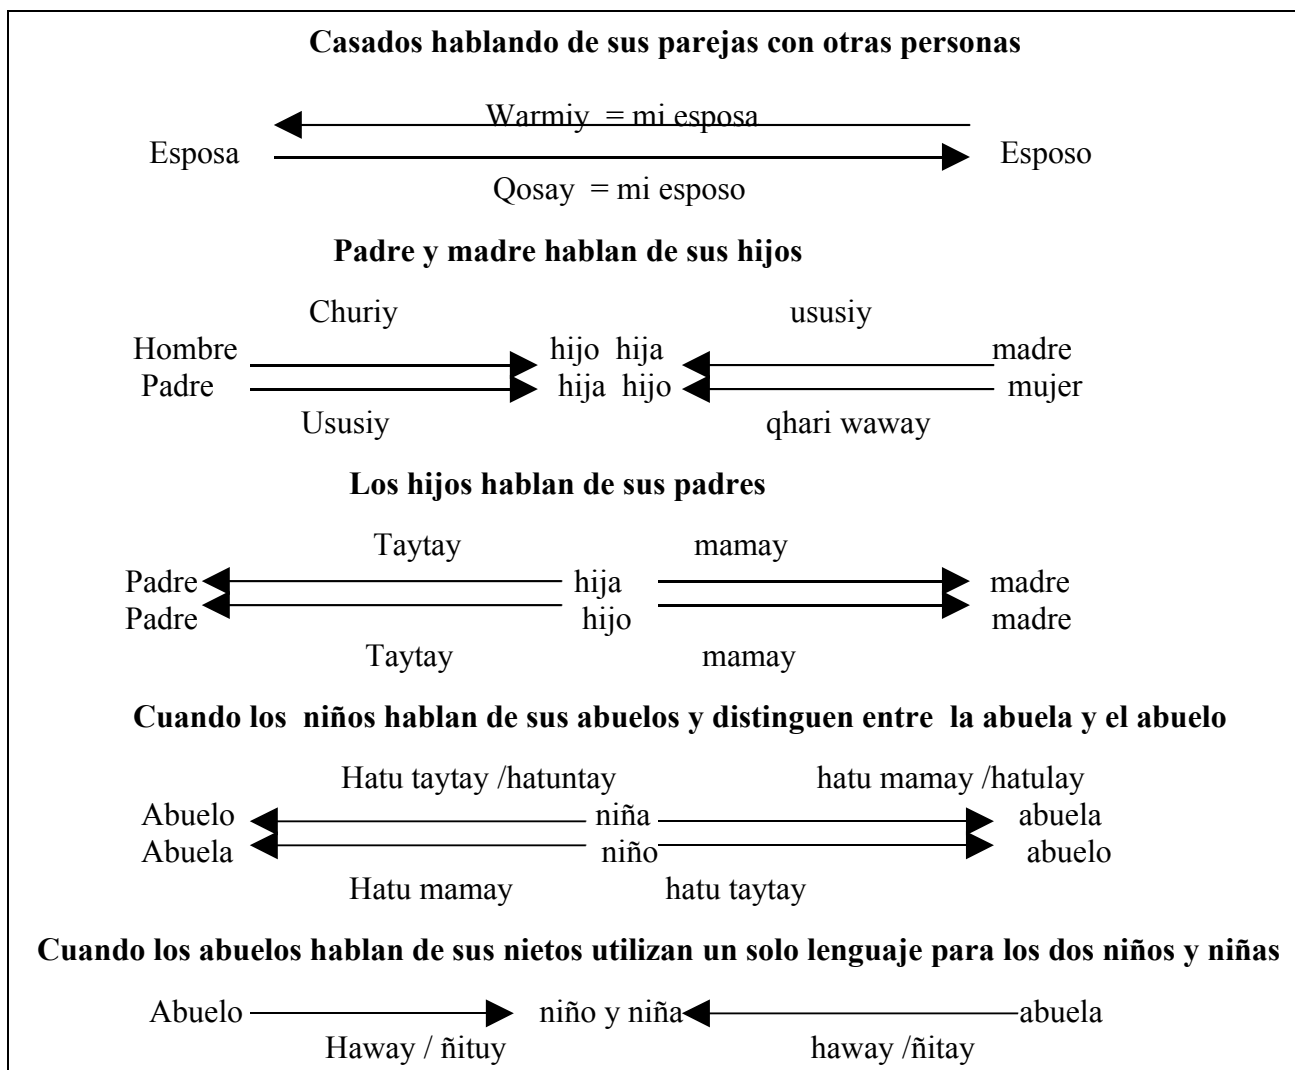 Casados hablando de sus parejas con otras personas
Warmiy = mi esposa
Esposa Esposo
Qosay = mi esposo
Padre y madre hablan de sus hijos
Churiy ususiy
Hombre hijo hija madre
Padre hija hijo mujer
Ususiy qhari waway
Los hijos hablan de sus padres
Taytay mamay
Padre hija madre
Padre hijo madre
Taytay mamay
Cuando los niños hablan de sus abuelos y distinguen entre la abuela y el abuelo
Hatu taytay /hatuntay hatu mamay /hatulay
Abuelo niña abuela
Abuela niño abuelo
Hatu mamay hatu taytay
Cuando los abuelos hablan de sus nietos utilizan un solo lenguaje para los dos niños y niñas
Abuelo niño y niña abuela
Haway / ñituy haway /ñitay